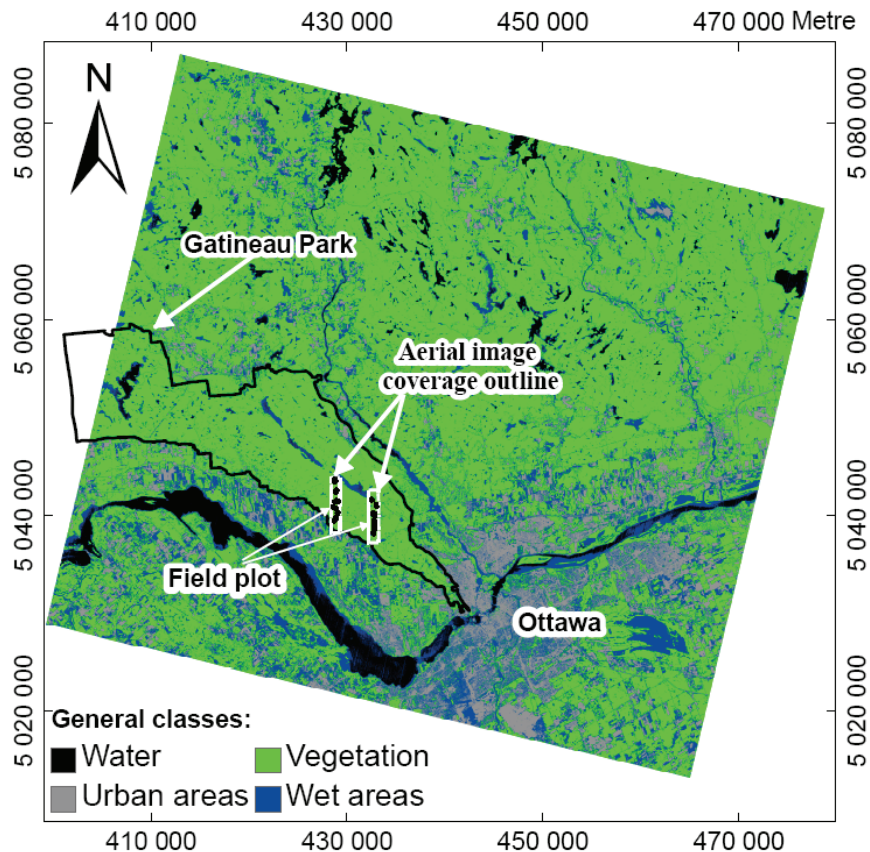 410 000 430 000 450 000 470 000 Metre
N
5 080 000
5 080 000
Gatineau Park
5 060 000
5 060 000
Aerial image
coverage outline
5 040 000
5 040 000
Field plot
Ottawa
5 020 000
5 020 000
General classes:
Water Vegetation
Urban areas Wet areas
410 000 430 000 450 000 470 000